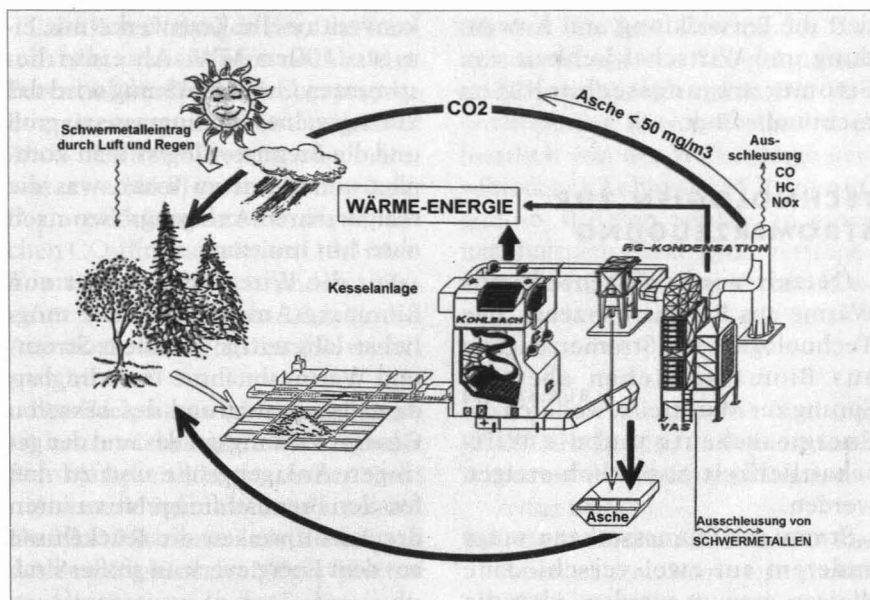 CO2
Asche ≤ 50 mg/m3
Schwermetalleintrag
durch Luft und Regen
Aus-
schleusung
CO
HC
NOx
WÄRME-ENERGIE
RG-KONDENSATION
Kesselanlage
KOHLBACH
VAS
Asche
Ausschleusung von
SCHWERMETALLEN